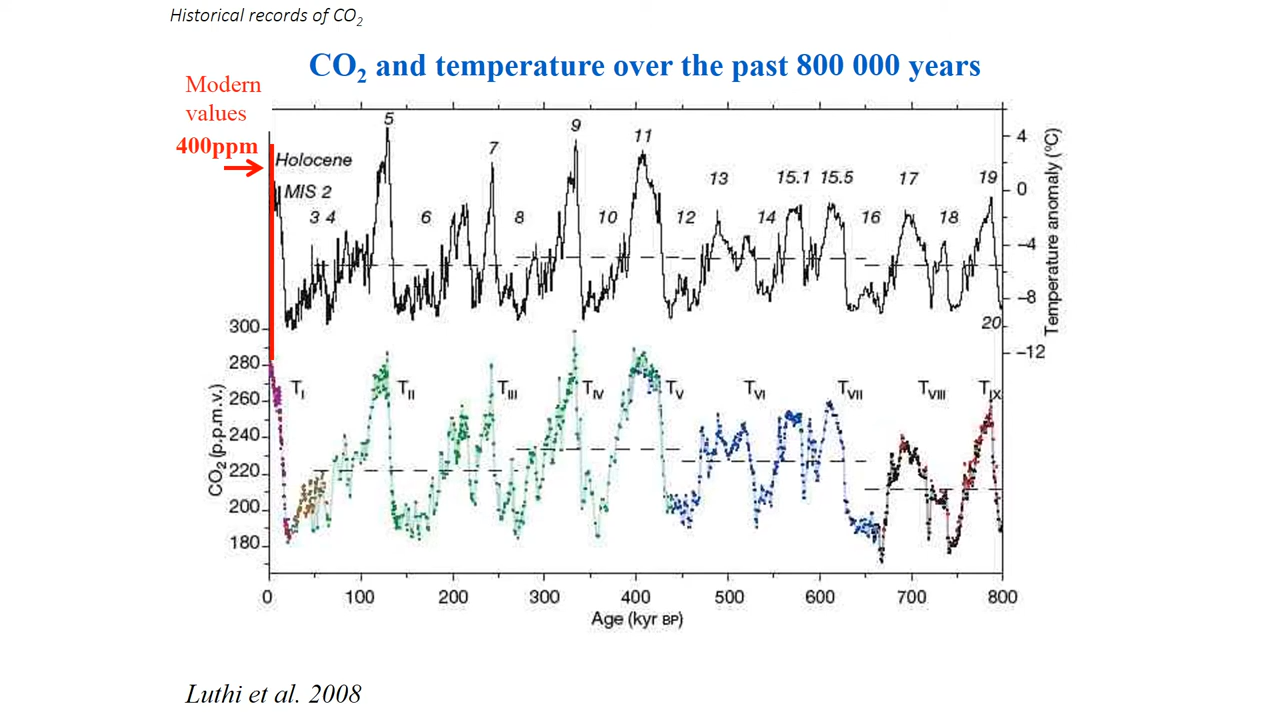 Historical records of CO2
CO2 and temperature over the past 800 000 years
Modern
values
400ppm
Holocene
MIS 2
3 4
5
6
7
8
9
10
11
12
13
14
15.1
15.5
16
17
18
19
20
4
0
−4
−8
−12
Temperature anomaly (°C)
300
280
260
240
220
200
180
CO2 (p.p.m.v.)
TI
TII
TIII
TIV
TV
TVI
TVII
TVIII
TIX
0 100 200 300 400 500 600 700 800
Age (kyr BP)
Luthi et al. 2008